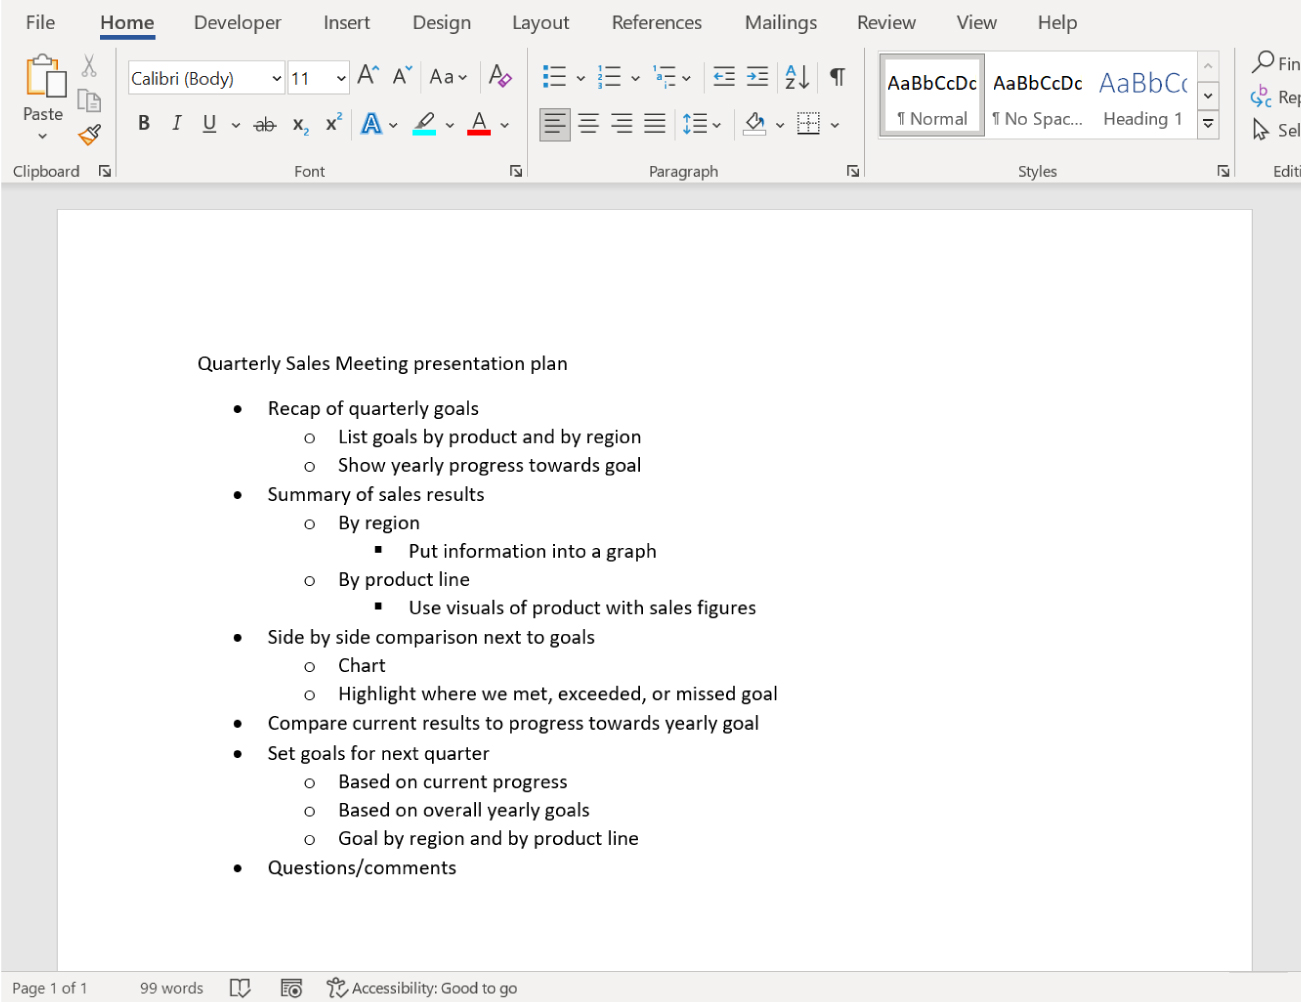 File Home Developer Insert Design Layout References Mailings Review View Help
Paste
Calibri (Body) 11 Aa
B I U ab x2 x2 A A
AaBbCcDc AaBbCcDc AaBbC
¶ Normal ¶ No Spac... Heading 1
Fin
Rep
Sel
Clipboard Font Paragraph Styles Editi
Quarterly Sales Meeting presentation plan
● Recap of quarterly goals
○ List goals by product and by region
○ Show yearly progress towards goal
● Summary of sales results
○ By region
▪ Put information into a graph
○ By product line
▪ Use visuals of product with sales figures
● Side by side comparison next to goals
○ Chart
○ Highlight where we met, exceeded, or missed goal
● Compare current results to progress towards yearly goal
● Set goals for next quarter
○ Based on current progress
○ Based on overall yearly goals
○ Goal by region and by product line
● Questions/comments
Page 1 of 1 99 words Accessibility: Good to go